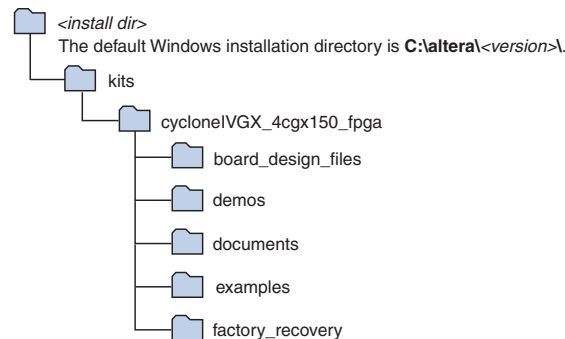 <install dir>
The default Windows installation directory is C:\altera\<version>\.
kits
cycloneIVGX_4cgx150_fpga
board_design_files
demos
documents
examples
factory_recovery